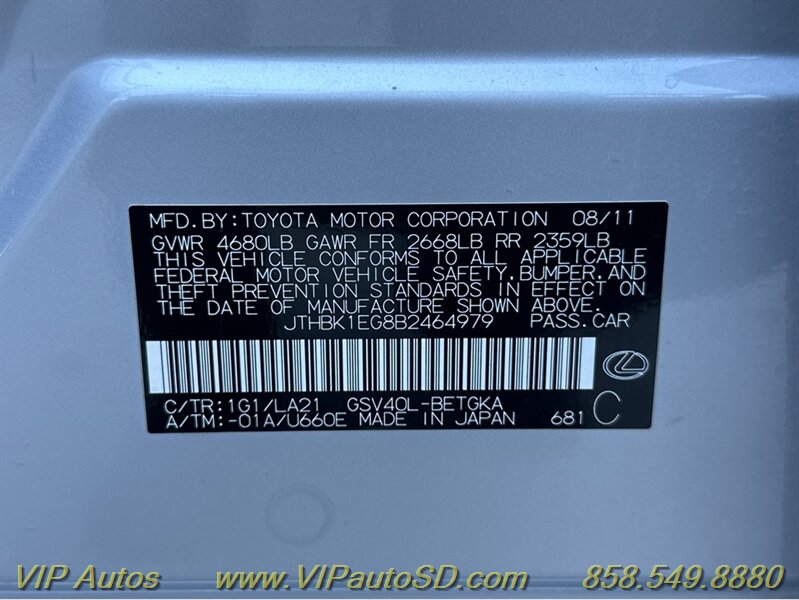 MFD.BY:TOYOTA MOTOR CORPORATION 08/11
GVWR 4680LB GAWR FR 2668LB RR 2359LB
THIS VEHICLE CONFORMS TO ALL APPLICABLE
FEDERAL MOTOR VEHICLE SAFETY.BUMPER.AND
THEFT PREVENTION STANDARDS IN EFFECT ON
THE DATE OF MANUFACTURE SHOWN ABOVE.
JTHBK1EG8B2464979 PASS.CAR
C/TR:1G1/LA21 GSV40L-BETGKA
A/TM:-01A/U660E MADE IN JAPAN 681 C
VIP Autos www.VIPautoSD.com 858.549.8880